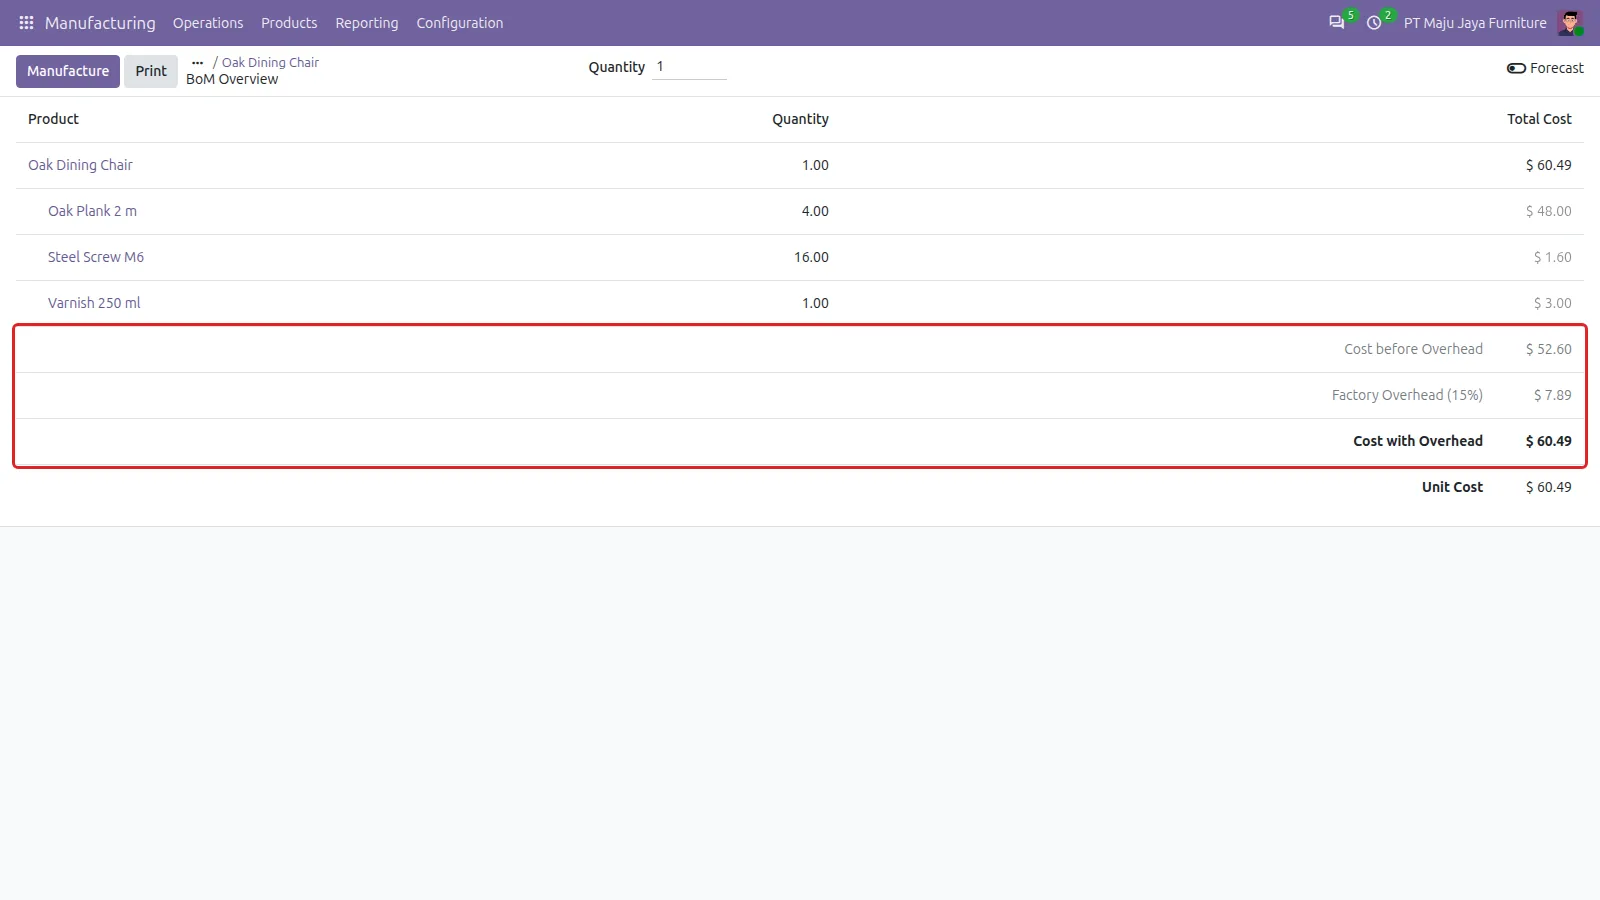 Manufacturing Operations Products Reporting Configuration 5 2 PT Maju Jaya Furniture
Manufacture Print ••• / Oak Dining Chair Quantity 1 Forecast
BoM Overview
Product Quantity Total Cost
Oak Dining Chair 1.00 $ 60.49
Oak Plank 2 m 4.00 $ 48.00
Steel Screw M6 16.00 $ 1.60
Varnish 250 ml 1.00 $ 3.00
Cost before Overhead $ 52.60
Factory Overhead (15%) $ 7.89
Cost with Overhead $ 60.49
Unit Cost $ 60.49